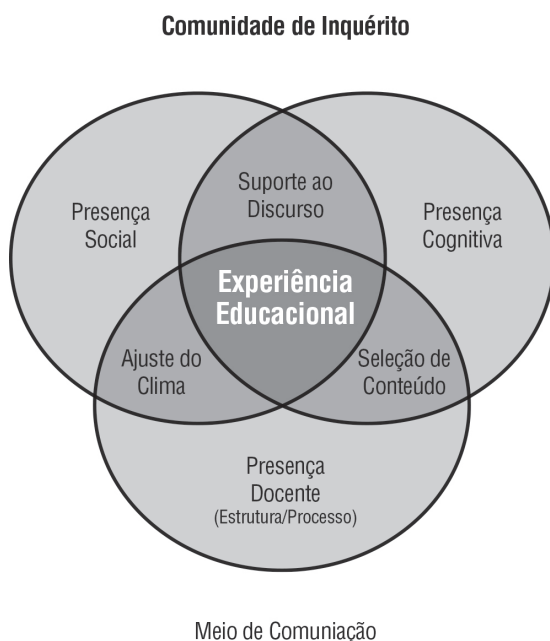 Comunidade de Inquérito
Suporte ao
Discurso
Presença
Social
Presença
Cognitiva
Experiência
Educacional
Ajuste do
Clima
Seleção de
Conteúdo
Presença
Docente
(Estrutura/Processo)
Meio de Comuniação